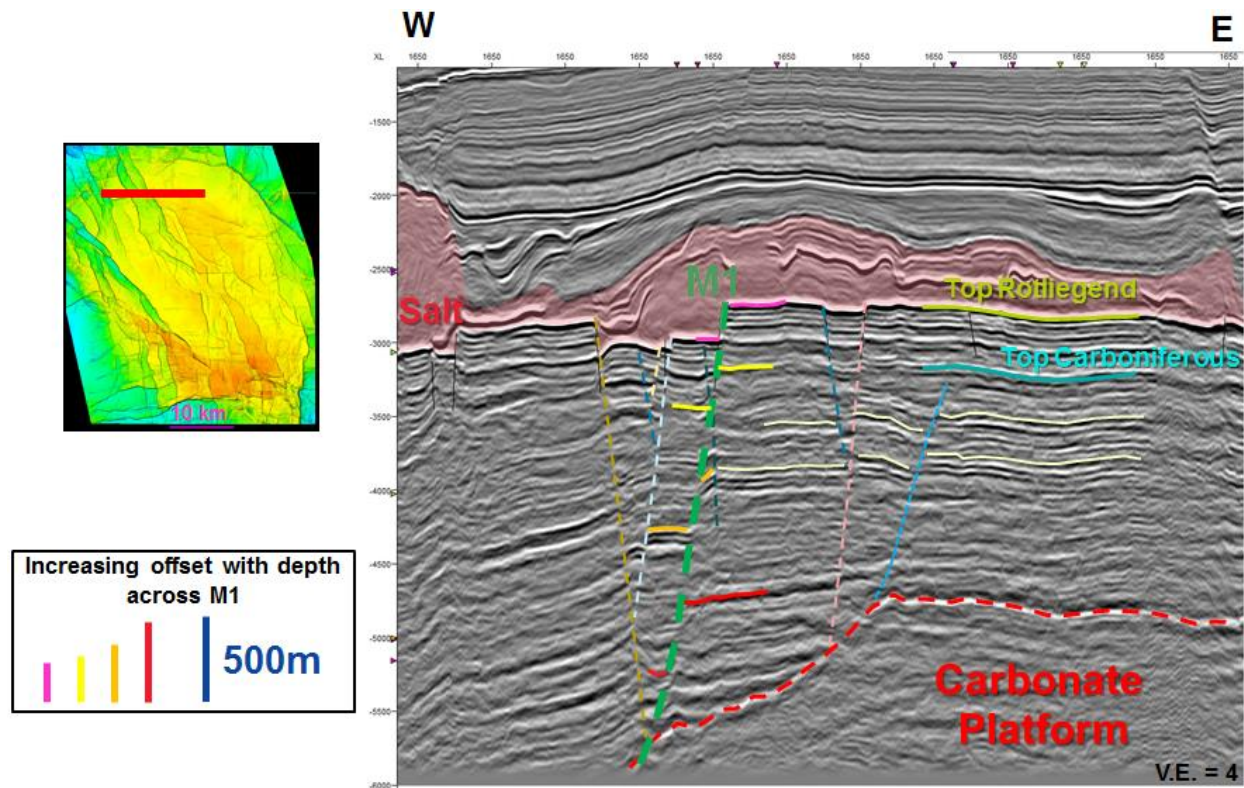 W
E
XL
1650 1650 1650 1650 1650 1650 1650 1650 1650 1650 1650 1650
-1500
-2000
-2500
-3000
-3500
-4000
-4500
-5000
-5500
-6000
M1
Salt
Top Rotliegend
Top Carboniferous
Carbonate
Platform
V.E. = 4
10 km
Increasing offset with depth
across M1
500m